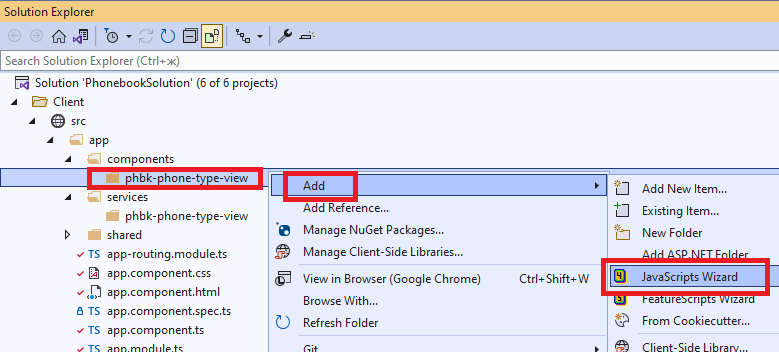 Solution Explorer
Search Solution Explorer (Ctrl+ж)
Solution 'PhonebookSolution' (6 of 6 projects)
Client
src
app
components
phbk-phone-type-view
services
phbk-phone-type-view
shared
TS app-routing.module.ts
app.component.css
app.component.html
TS app.component.spec.ts
TS app.component.ts
TS app.module.ts
Add
Add Reference...
Manage NuGet Packages...
Manage Client-Side Libraries...
View in Browser (Google Chrome) Ctrl+Shift+W
Browse With...
Refresh Folder
Git
Add New Item...
Existing Item...
New Folder
Add ASP.NET Folder
4 JavaScripts Wizard
5 FeatureScripts Wizard
From Cookiecutter...
Client-Side Library...